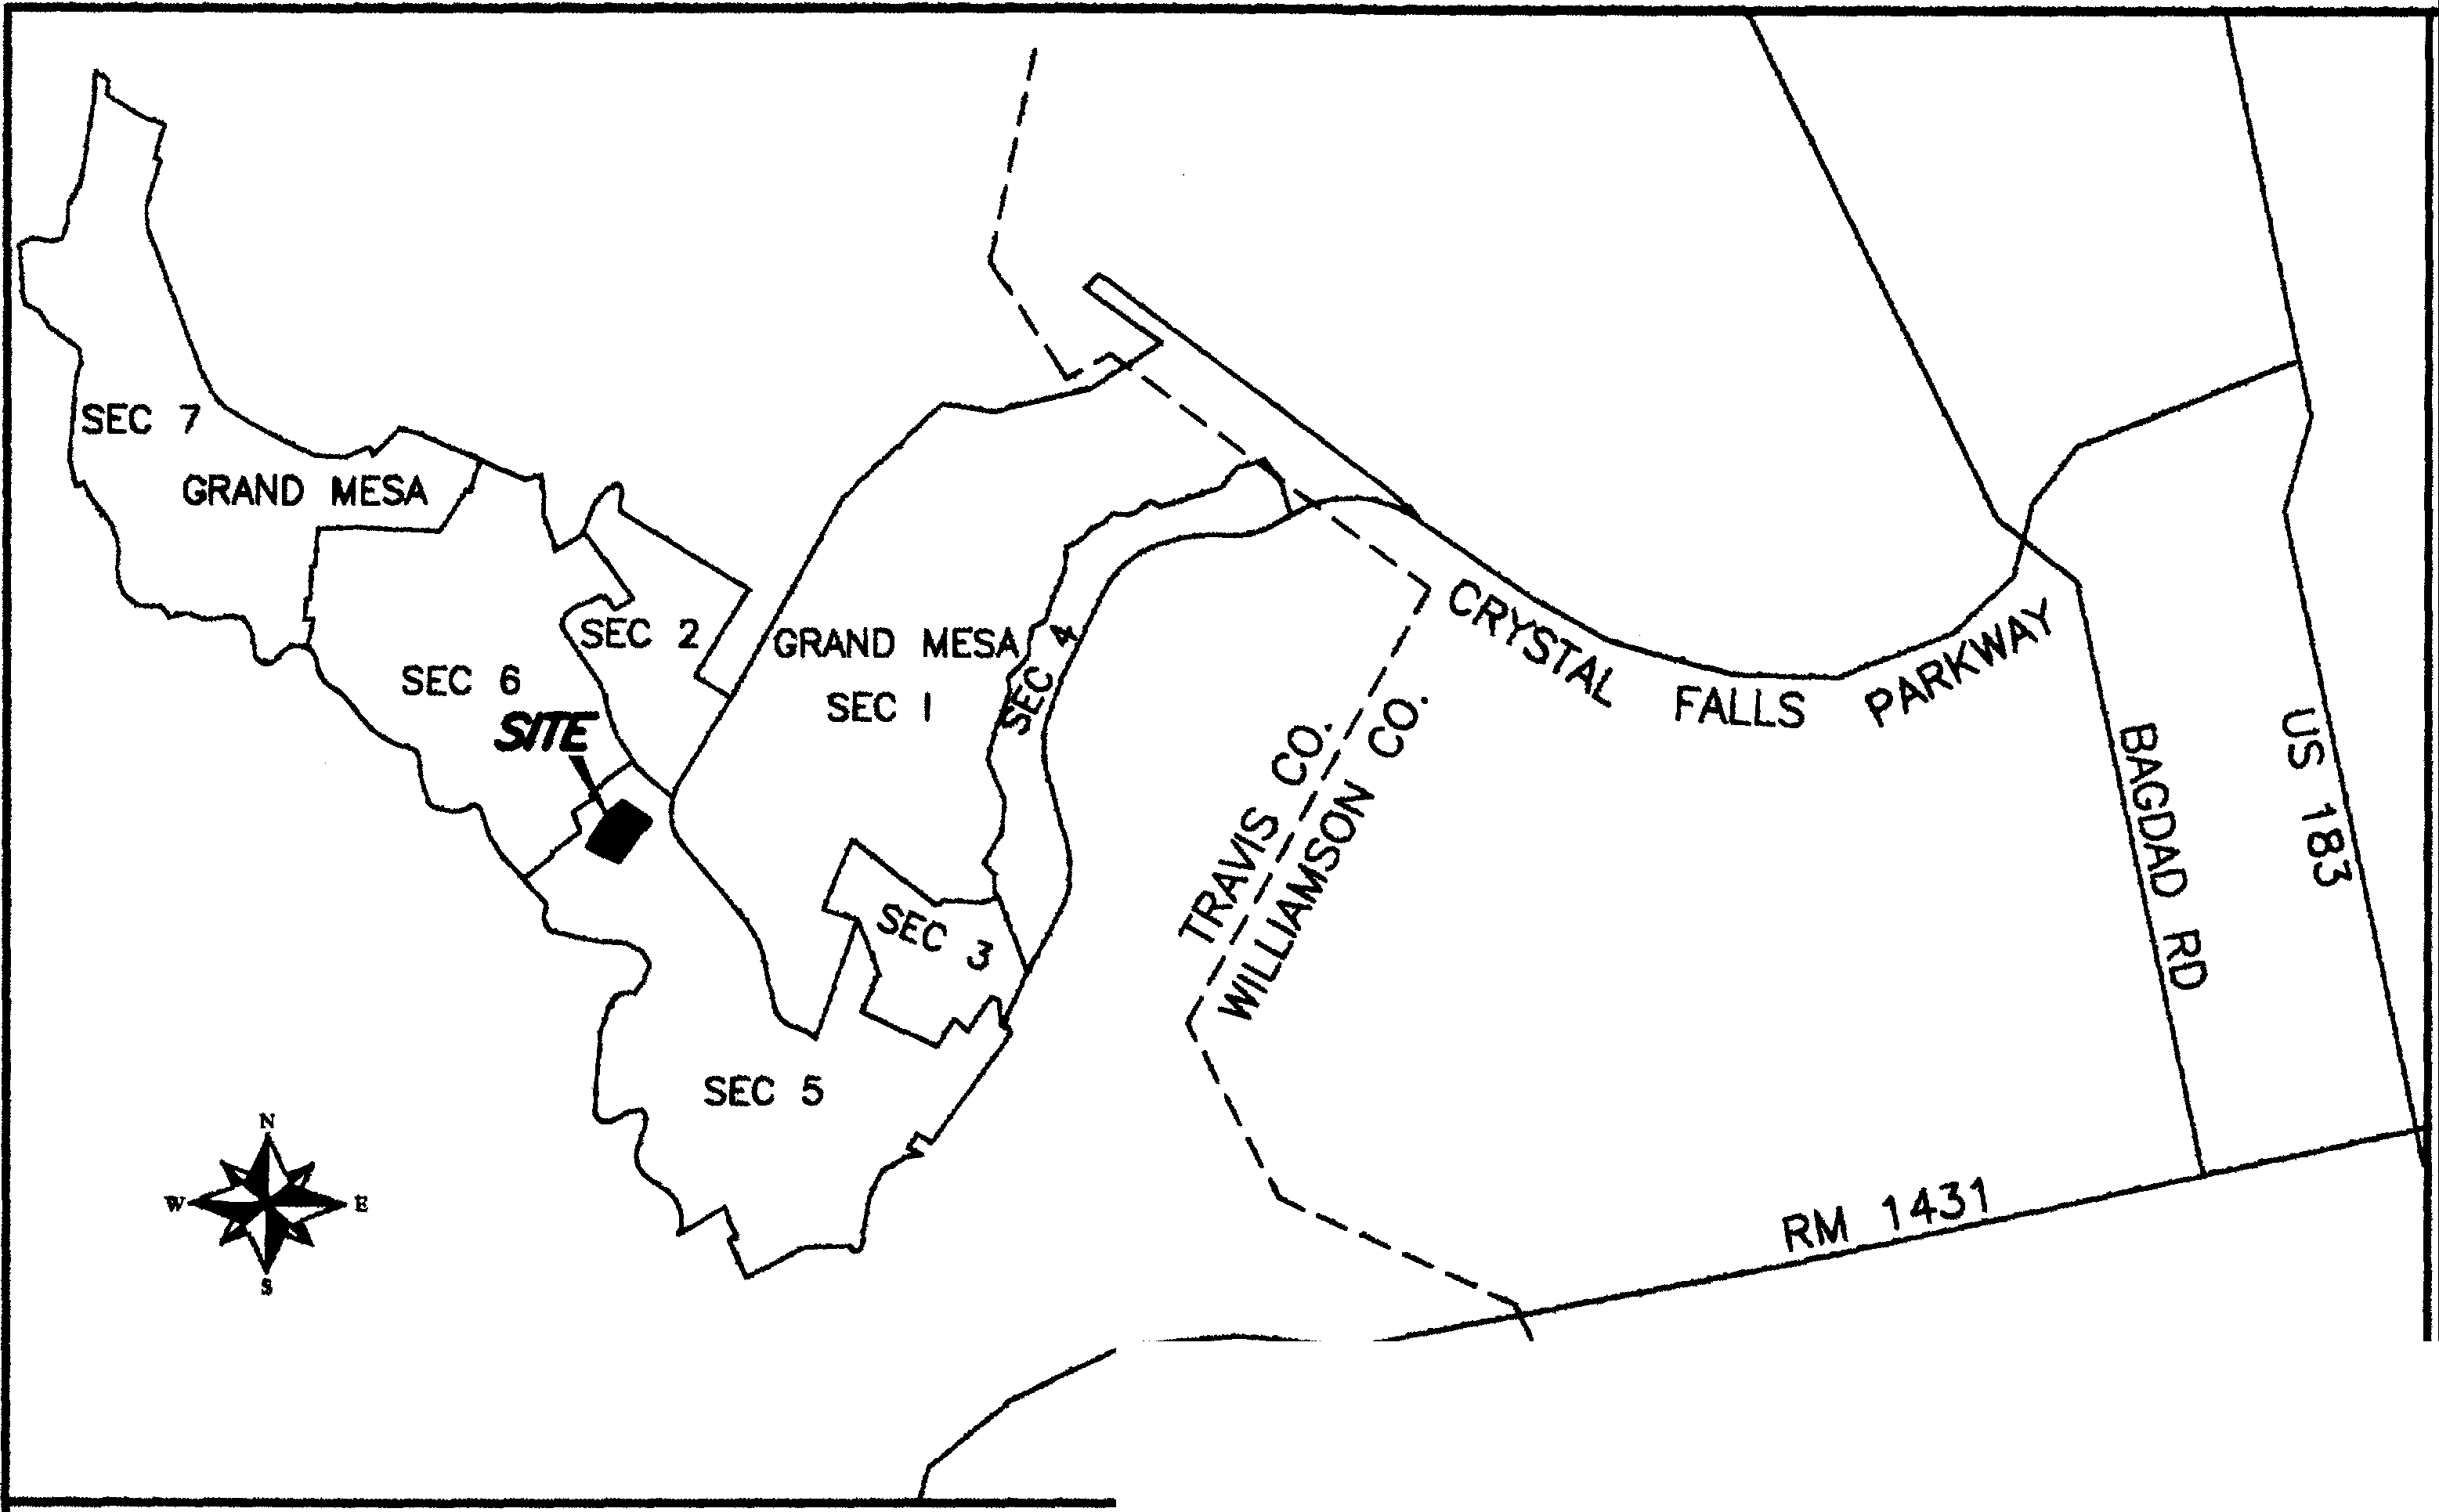 SEC 7
GRAND MESA
SEC 2
GRAND MESA
SEC 1
SEC 4
SEC 6
SITE
SEC 3
SEC 5
CRYSTAL FALLS PARKWAY
TRAVIS CO.
WILLIAMSON CO.
BAGDAD RD
US 183
RM 1431
N
W E
S